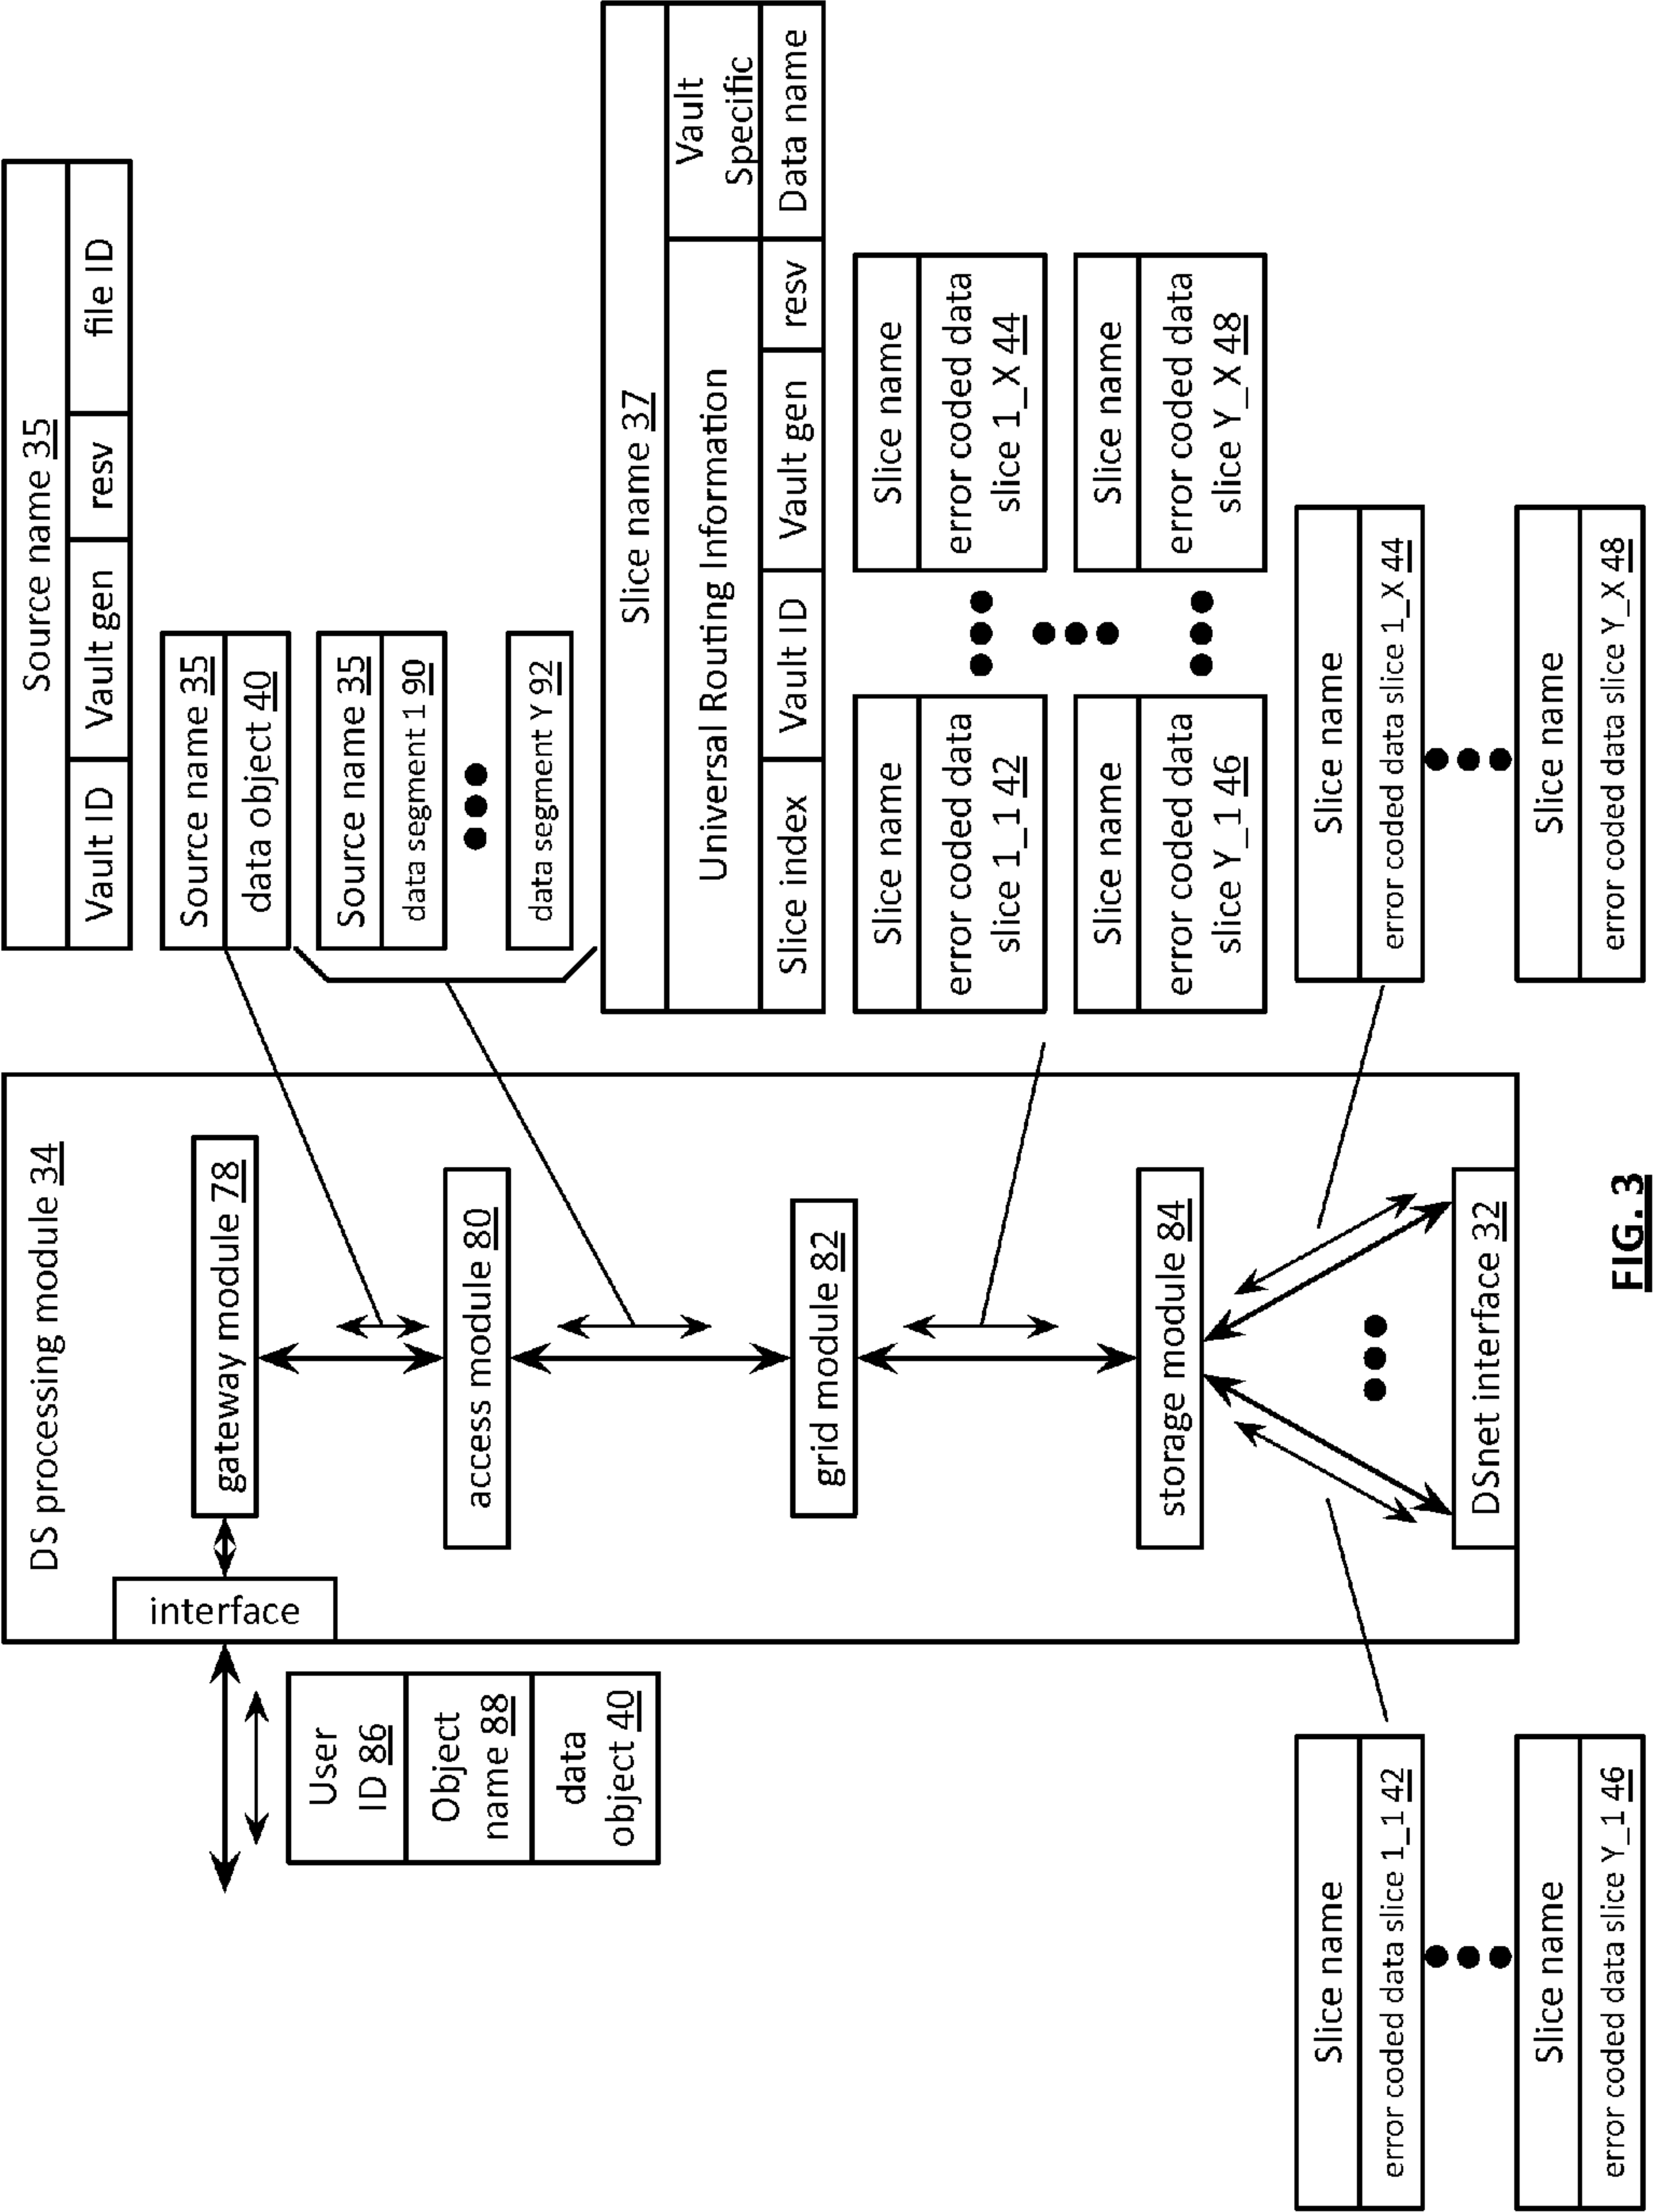 DS processing module 34
interface
gateway module 78
access module 80
grid module 82
storage module 84
DSnet interface 32
User
ID 86
Object
name 88
data
object 40
Source name 35
Vault ID
Vault gen
resv
file ID
Source name 35
data object 40
Source name 35
data segment 1 90
data segment Y 92
Slice name 37
Universal Routing Information
Vault
Specific
Slice index
Vault ID
Vault gen
resv
Data name
Slice name
error coded data
slice 1_1 42
Slice name
error coded data
slice 1_X 44
Slice name
error coded data
slice Y_1 46
Slice name
error coded data
slice Y_X 48
Slice name
error coded data slice 1_1 42
Slice name
error coded data slice Y_1 46
Slice name
error coded data slice 1_X 44
Slice name
error coded data slice Y_X 48
FIG. 3